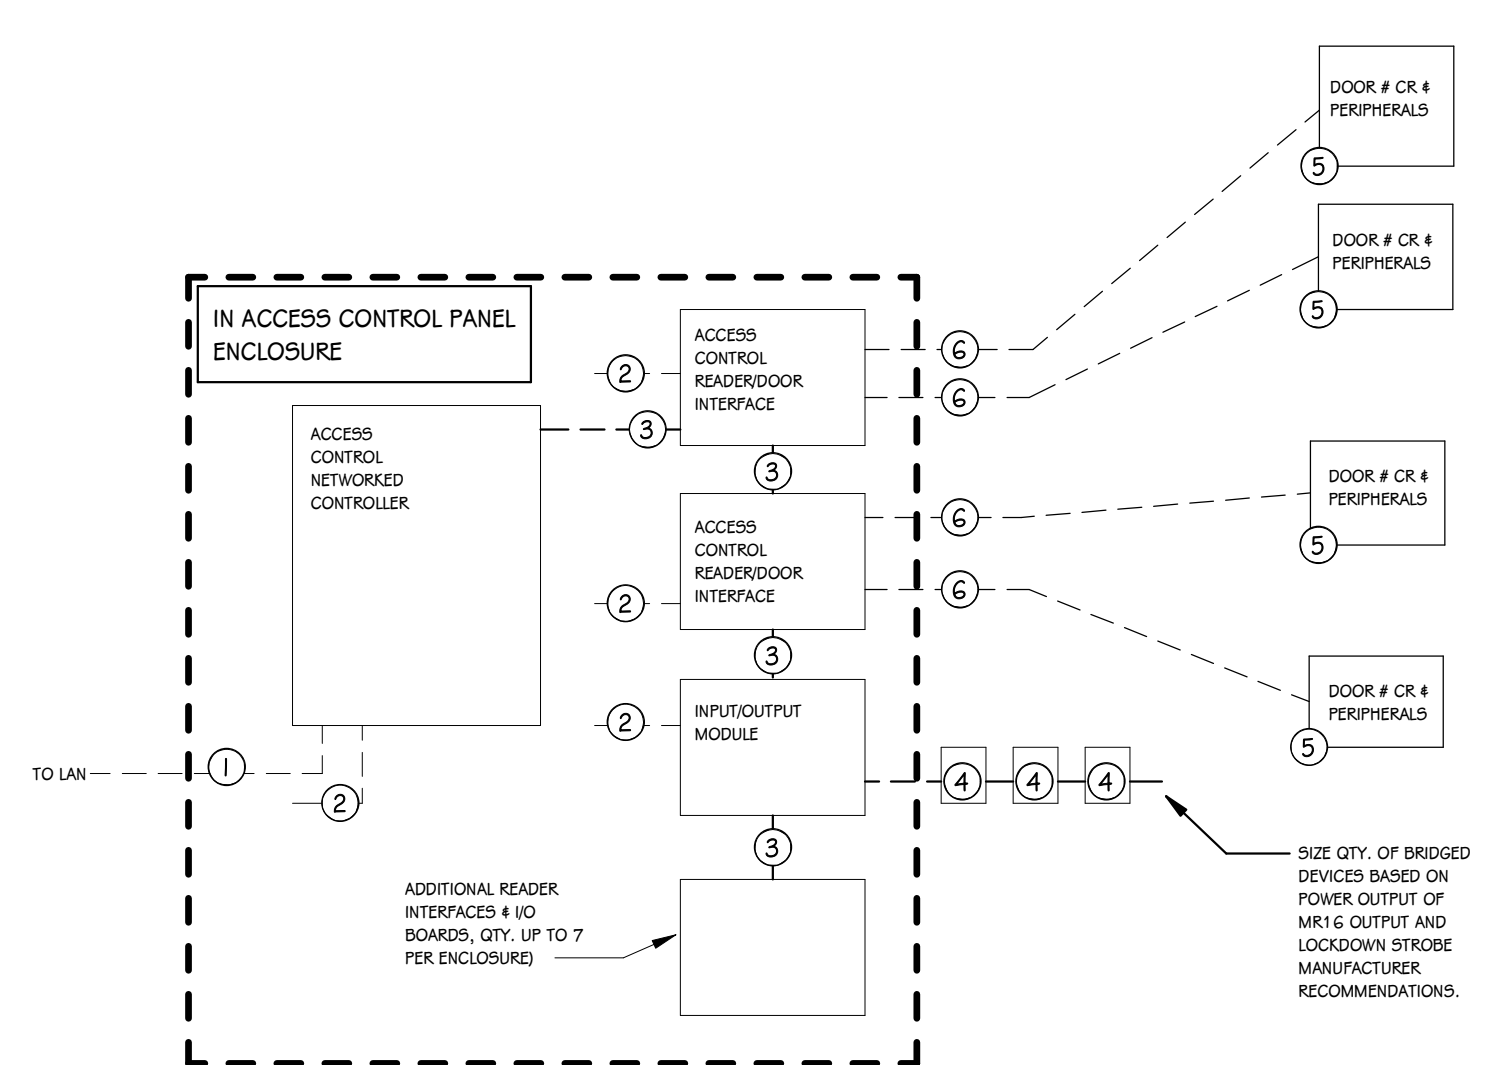 DOOR # CR &
PERIPHERALS
5
DOOR # CR &
PERIPHERALS
5
IN ACCESS CONTROL PANEL
ENCLOSURE
ACCESS
CONTROL
READER/DOOR
INTERFACE
2
6
6
3
ACCESS
CONTROL
NETWORKED
CONTROLLER
3
DOOR # CR &
PERIPHERALS
5
ACCESS
CONTROL
READER/DOOR
INTERFACE
6
2
6
3
DOOR # CR &
PERIPHERALS
5
INPUT/OUTPUT
MODULE
2
TO LAN
1
2
4
4
4
3
SIZE QTY. OF BRIDGED
DEVICES BASED ON
POWER OUTPUT OF
MR16 OUTPUT AND
LOCKDOWN STROBE
MANUFACTURER
RECOMMENDATIONS.
ADDITIONAL READER
INTERFACES & I/O
BOARDS, QTY. UP TO 7
PER ENCLOSURE)